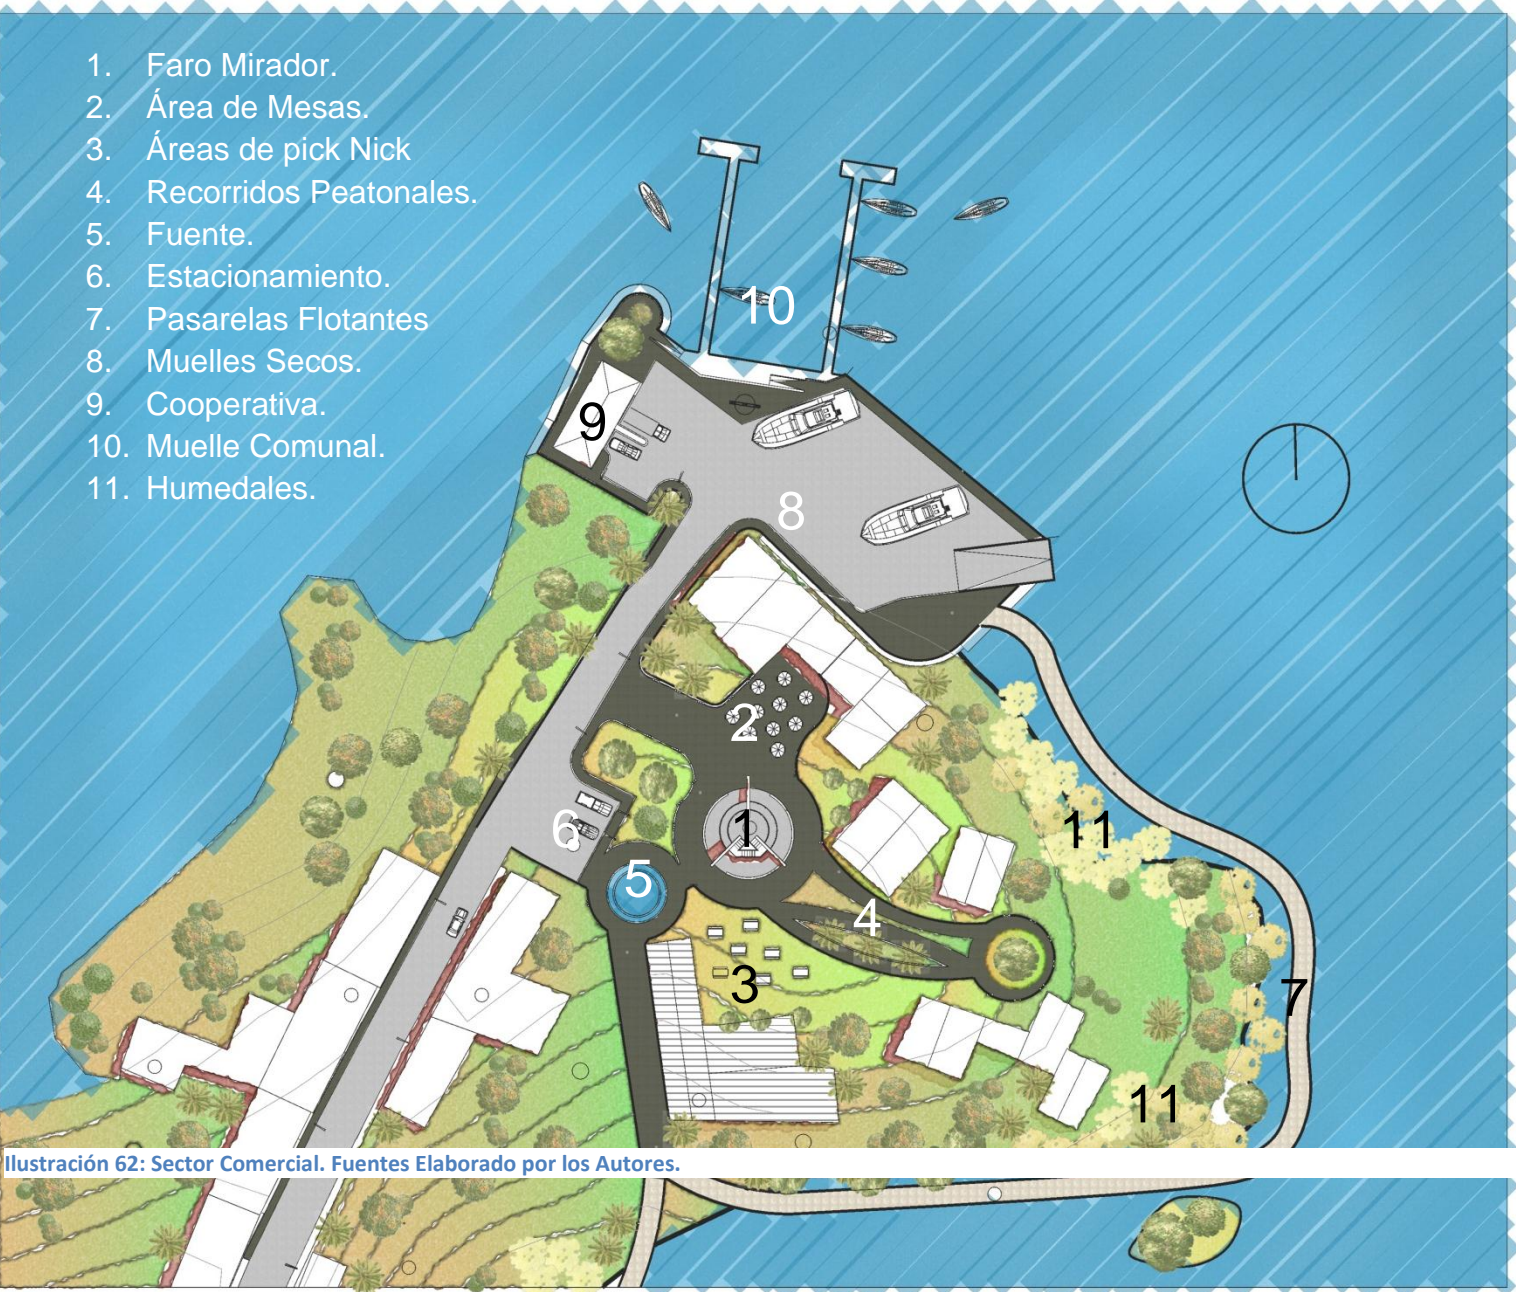 1. Faro Mirador.
2. Área de Mesas.
3. Áreas de pick Nick
4. Recorridos Peatonales.
5. Fuente.
6. Estacionamiento.
7. Pasarelas Flotantes
8. Muelles Secos.
9. Cooperativa.
10. Muelle Comunal.
11. Humedales.
10
9
8
2
6
1
11
5
4
3
7
11
Ilustración 62: Sector Comercial. Fuentes Elaborado por los Autores.